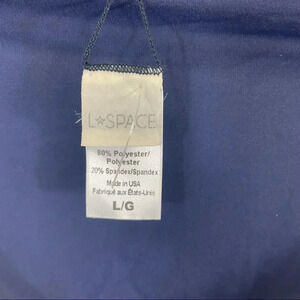 L★SPACE
80% Polyester/
Polyester
20% Spandex/Spandex
Made in USA
Fabriqué aux États-Unis
L/G